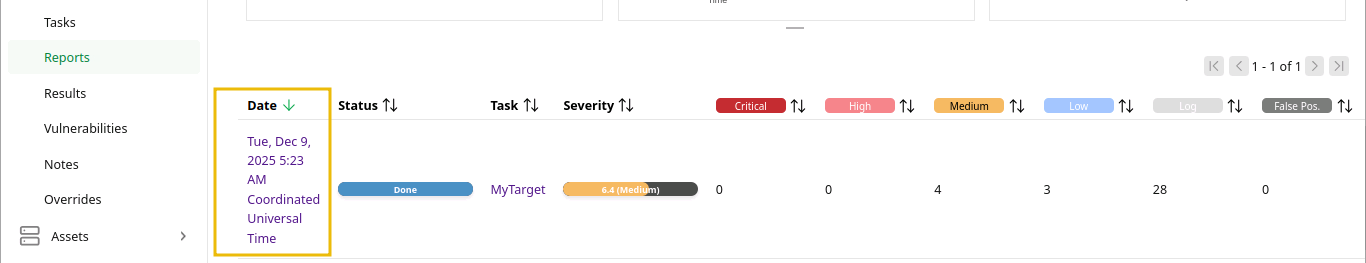 Time
Tasks
Reports
1 - 1 of 1
Results
Date Status Task Severity Critical High Medium Low Log False Pos.
Vulnerabilities
Tue, Dec 9,
2025 5:23
AM
Coordinated
Universal
Time
Done MyTarget 6.4 (Medium) 0 0 4 3 28 0
Notes
Overrides
Assets